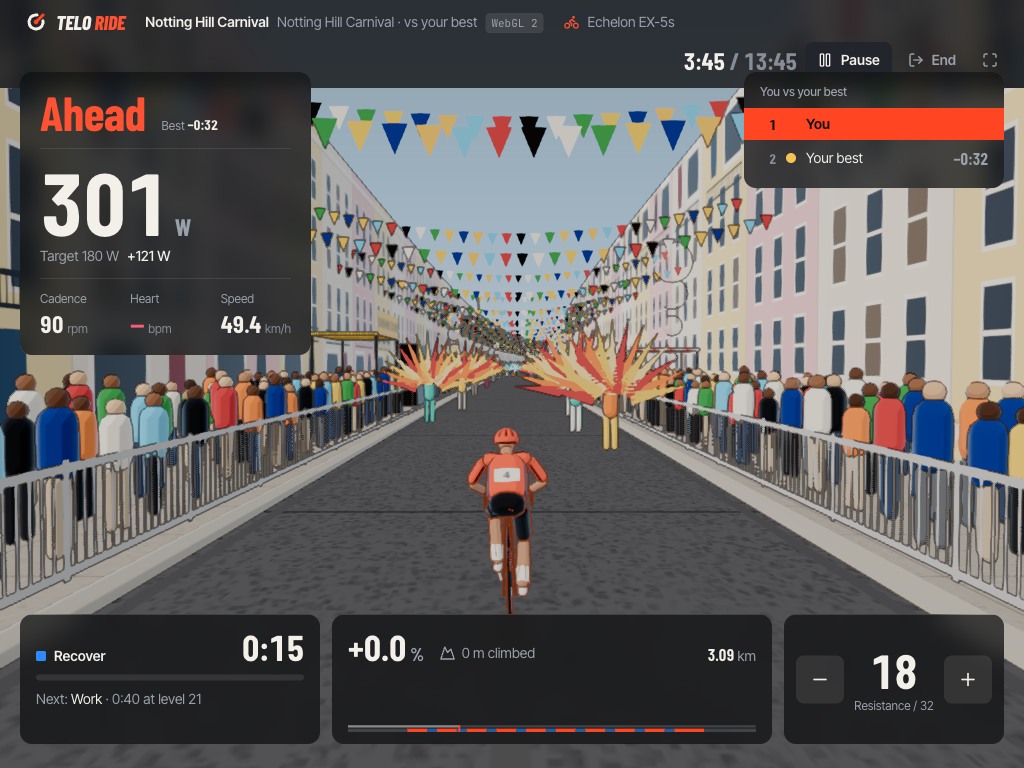 TELO RIDE Notting Hill Carnival Notting Hill Carnival · vs your best WebGL 2 Echelon EX-5s
3:45 / 13:45 Pause End
Ahead Best −0:32
301 W
Target 180 W +121 W
Cadence Heart Speed
90 rpm – bpm 49.4 km/h
You vs your best
1 You
2 Your best −0:32
4
Recover 0:15
Next: Work · 0:40 at level 21
+0.0 % 0 m climbed 3.09 km
− 18 +
Resistance / 32